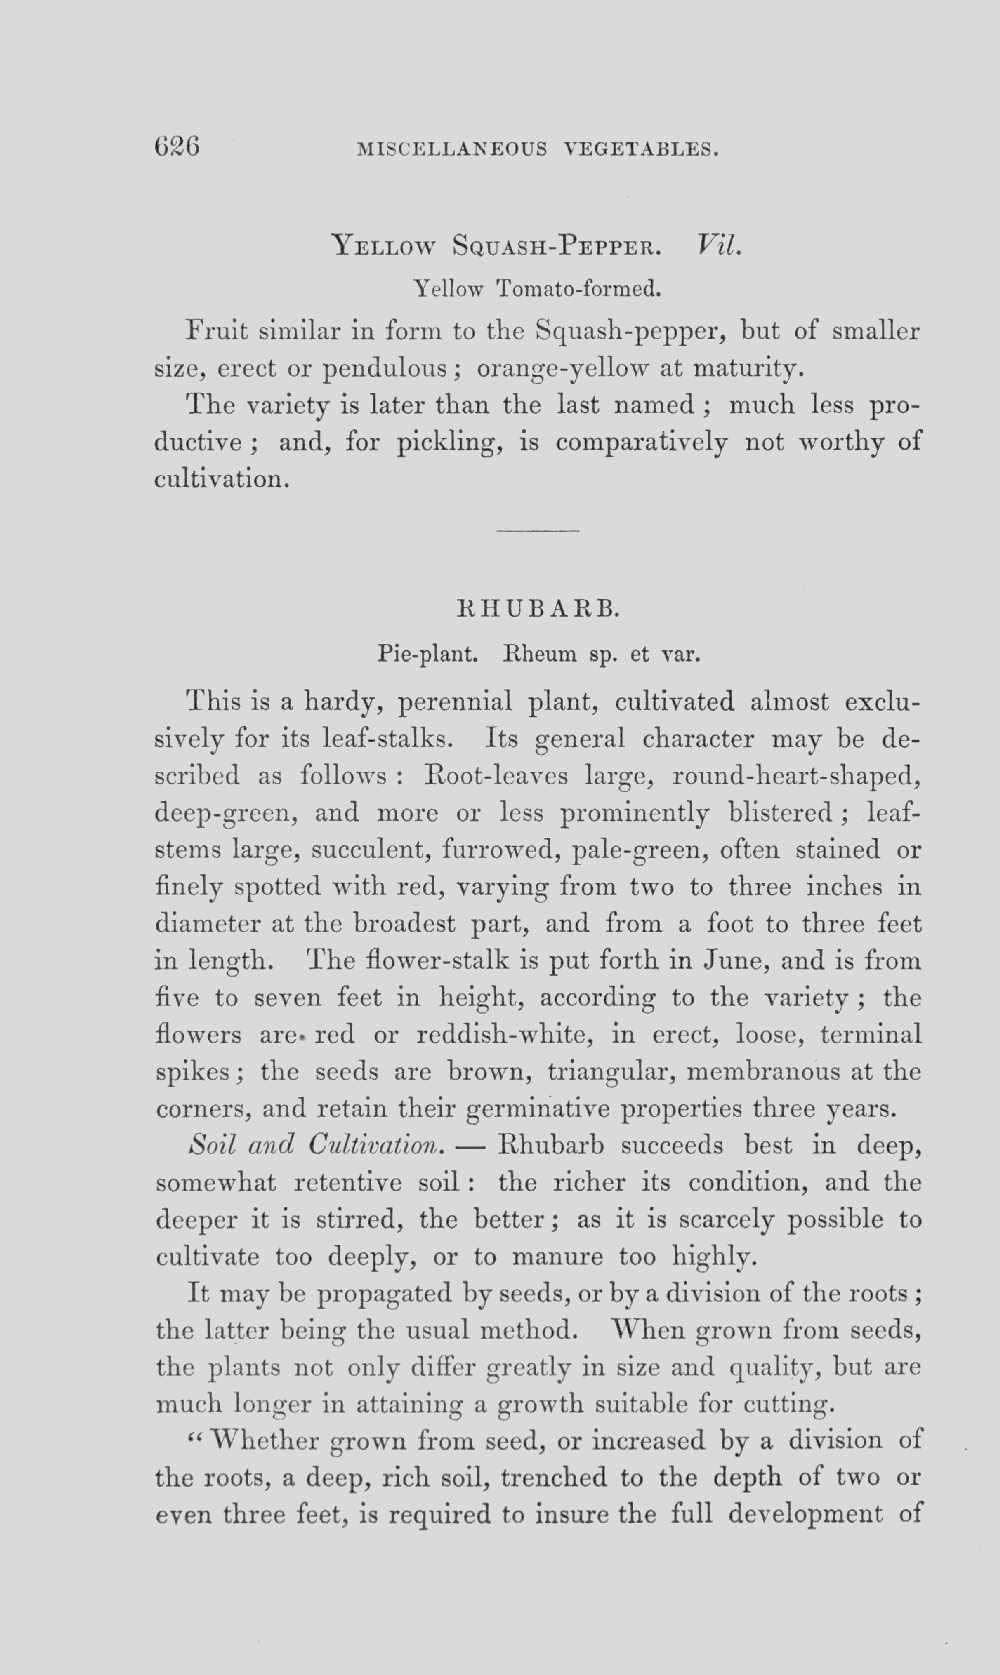 626 MISCELLANEOUS VEGETABLES.
YELLOW SQUASH-PEPPER. Vil.
Yellow Tomato-formed.
Fruit similar in form to the Squash-pepper, but of smaller
size, erect or pendulous; orange-yellow at maturity.
The variety is later than the last named; much less pro-
ductive; and, for pickling, is comparatively not worthy of
cultivation.
RHUBARB.
Pie-plant. Rheum sp. et var.
This is a hardy, perennial plant, cultivated almost exclu-
sively for its leaf-stalks. Its general character may be de-
scribed as follows: Root-leaves large, round-heart-shaped,
deep-green, and more or less prominently blistered; leaf-
stems large, succulent, furrowed, pale-green, often stained or
finely spotted with red, varying from two to three inches in
diameter at the broadest part, and from a foot to three feet
in length. The flower-stalk is put forth in June, and is from
five to seven feet in height, according to the variety; the
flowers are red or reddish-white, in erect, loose, terminal
spikes; the seeds are brown, triangular, membranous at the
corners, and retain their germinative properties three years.
Soil and Cultivation. — Rhubarb succeeds best in deep,
somewhat retentive soil: the richer its condition, and the
deeper it is stirred, the better; as it is scarcely possible to
cultivate too deeply, or to manure too highly.
It may be propagated by seeds, or by a division of the roots;
the latter being the usual method. When grown from seeds,
the plants not only differ greatly in size and quality, but are
much longer in attaining a growth suitable for cutting.
“Whether grown from seed, or increased by a division of
the roots, a deep, rich soil, trenched to the depth of two or
even three feet, is required to insure the full development of